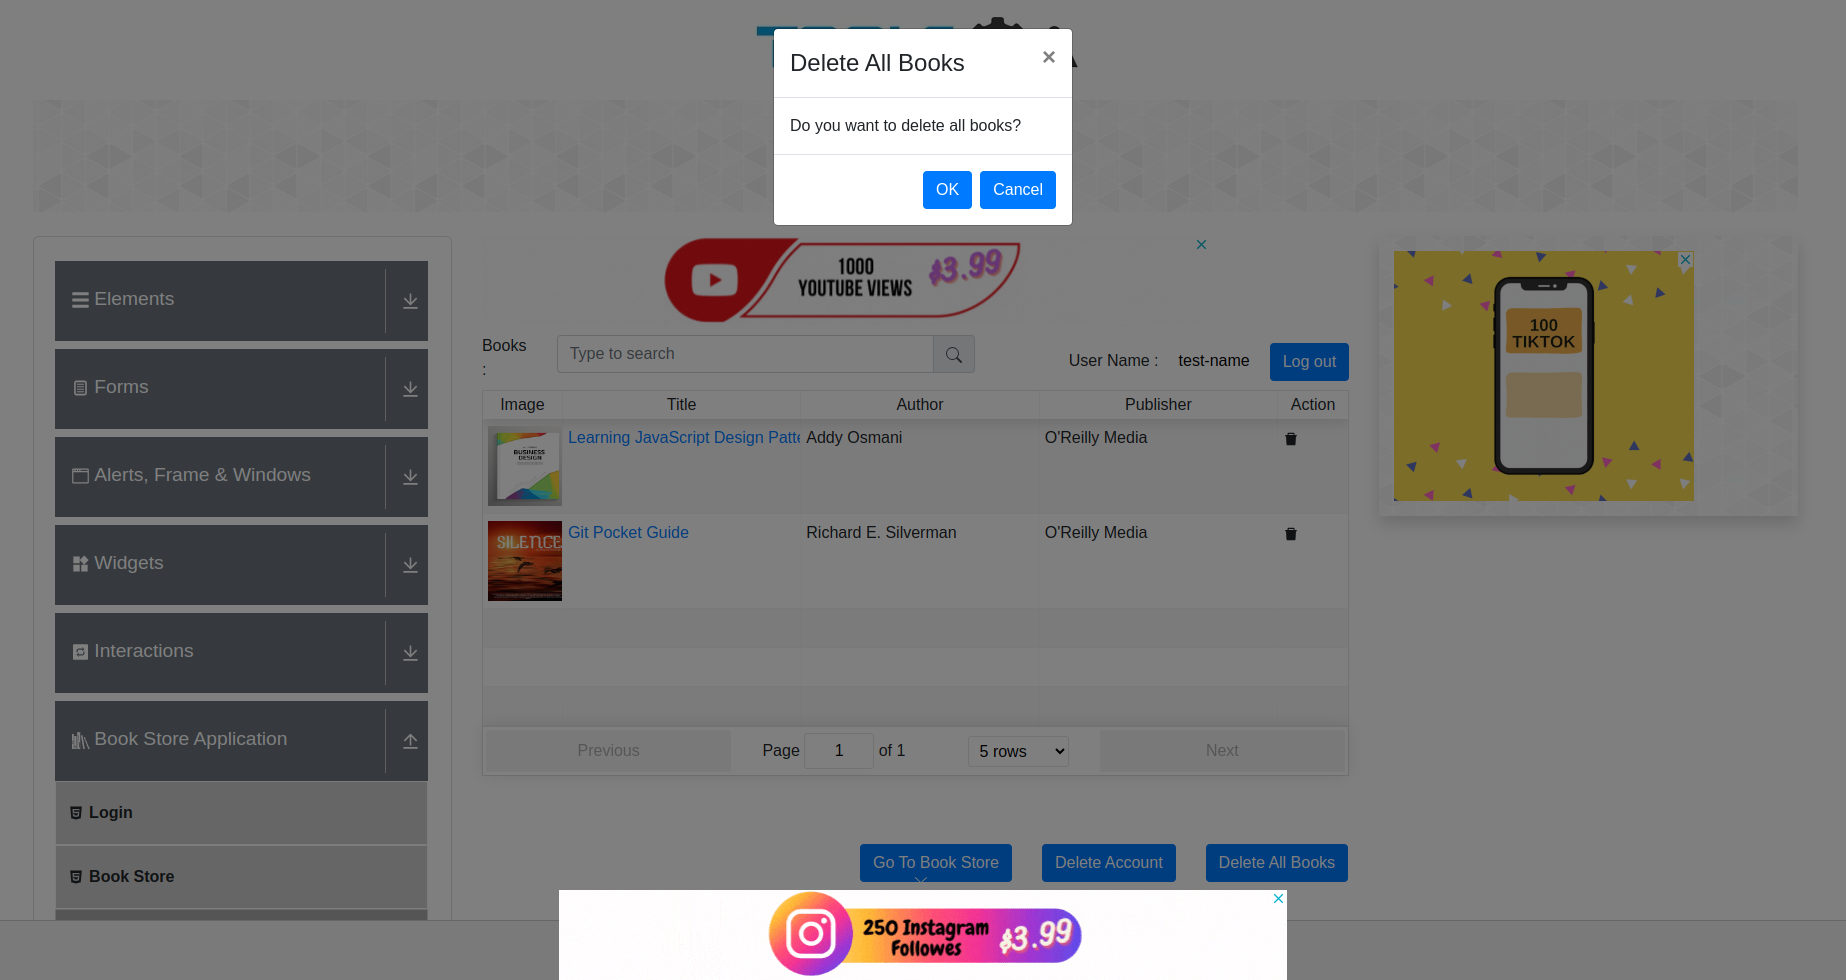 Delete All Books
×
Do you want to delete all books?
OK
Cancel
Elements
Forms
Alerts, Frame & Windows
Widgets
Interactions
Book Store Application
Login
Book Store
1000
YOUTUBE VIEWS
$3.99
Books
:
Type to search
User Name :
test-name
Log out
Image
Title
Author
Publisher
Action
BUSINESS
DESIGN
Learning JavaScript Design Patte
Addy Osmani
O'Reilly Media
SILENCE
Git Pocket Guide
Richard E. Silverman
O'Reilly Media
Previous
Page
1
of 1
5 rows
Next
Go To Book Store
Delete Account
Delete All Books
100
TIKTOK
250 Instagram
Followes
$3.99